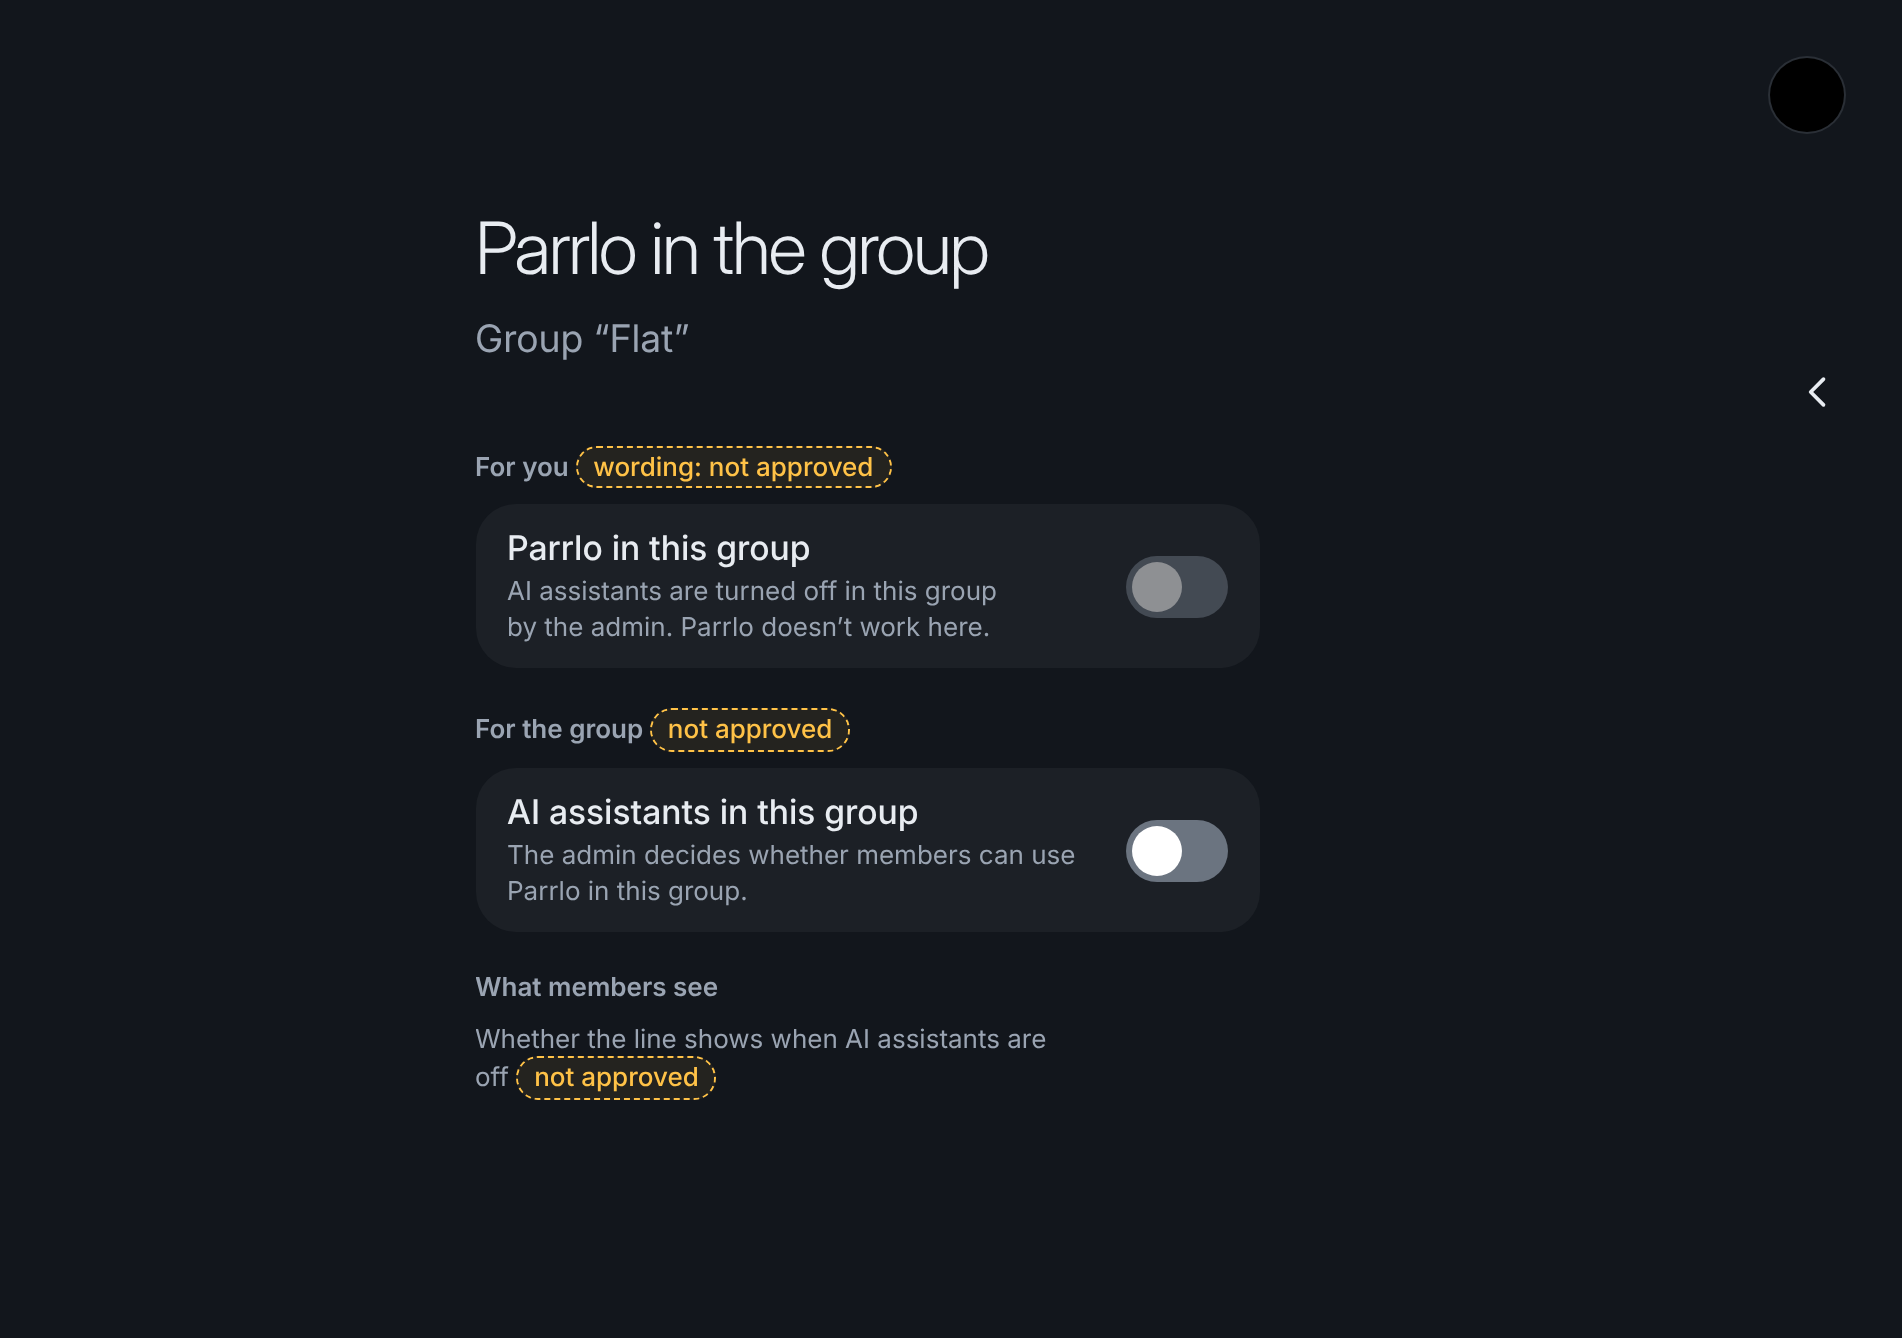 Parrlo in the group
Group “Flat”
For you wording: not approved
Parrlo in this group
AI assistants are turned off in this group
by the admin. Parrlo doesn’t work here.
For the group not approved
AI assistants in this group
The admin decides whether members can use
Parrlo in this group.
What members see
Whether the line shows when AI assistants are
off not approved